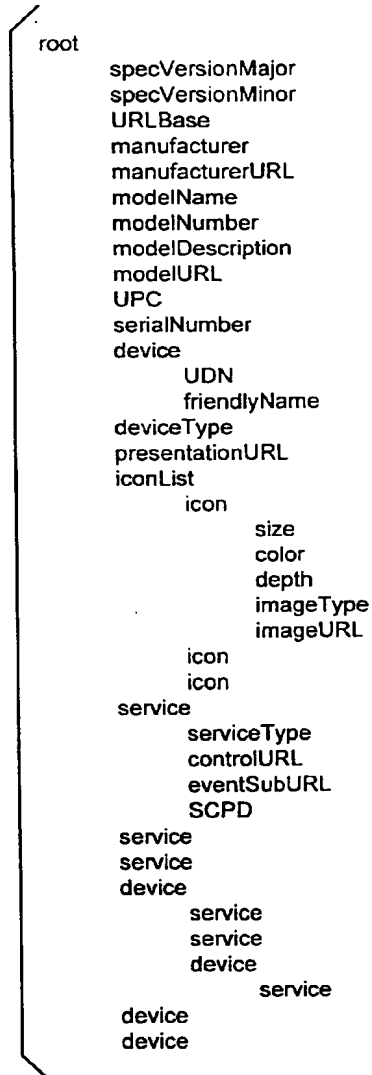 root
specVersionMajor
specVersionMinor
URLBase
manufacturer
manufacturerURL
modelName
modelNumber
modelDescription
modelURL
UPC
serialNumber
device
UDN
friendlyName
deviceType
presentationURL
iconList
icon
size
color
depth
imageType
imageURL
icon
icon
service
serviceType
controlURL
eventSubURL
SCPD
service
service
device
service
service
device
service
device
device